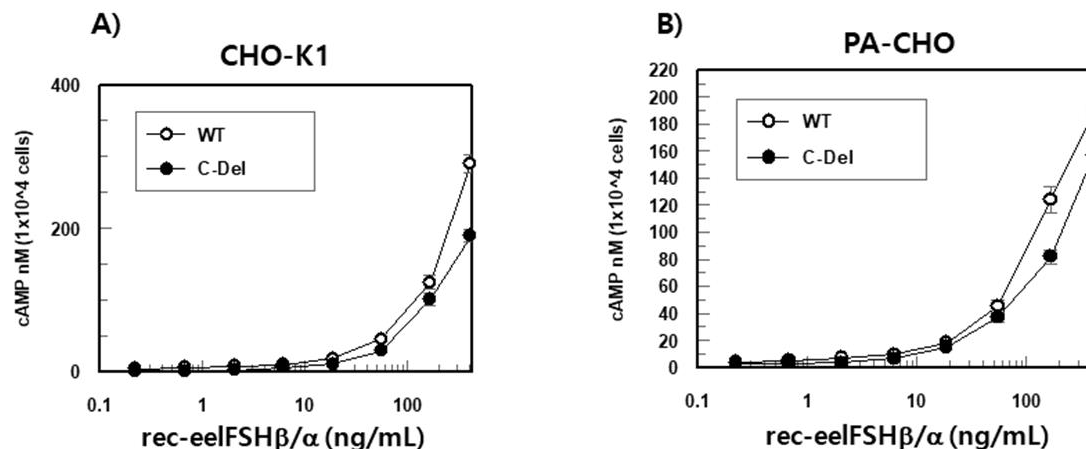 A)
CHO-K1
400
200
0
cAMP nM (1x10^4 cells)
WT
C-Del
0.1 1 10 100
rec-eelFSHβ/α (ng/mL)
B)
PA-CHO
220
200
180
160
140
120
100
80
60
40
20
0
cAMP nM (1x10^4 cells)
WT
C-Del
0.1 1 10 100
rec-eelFSHβ/α (ng/mL)